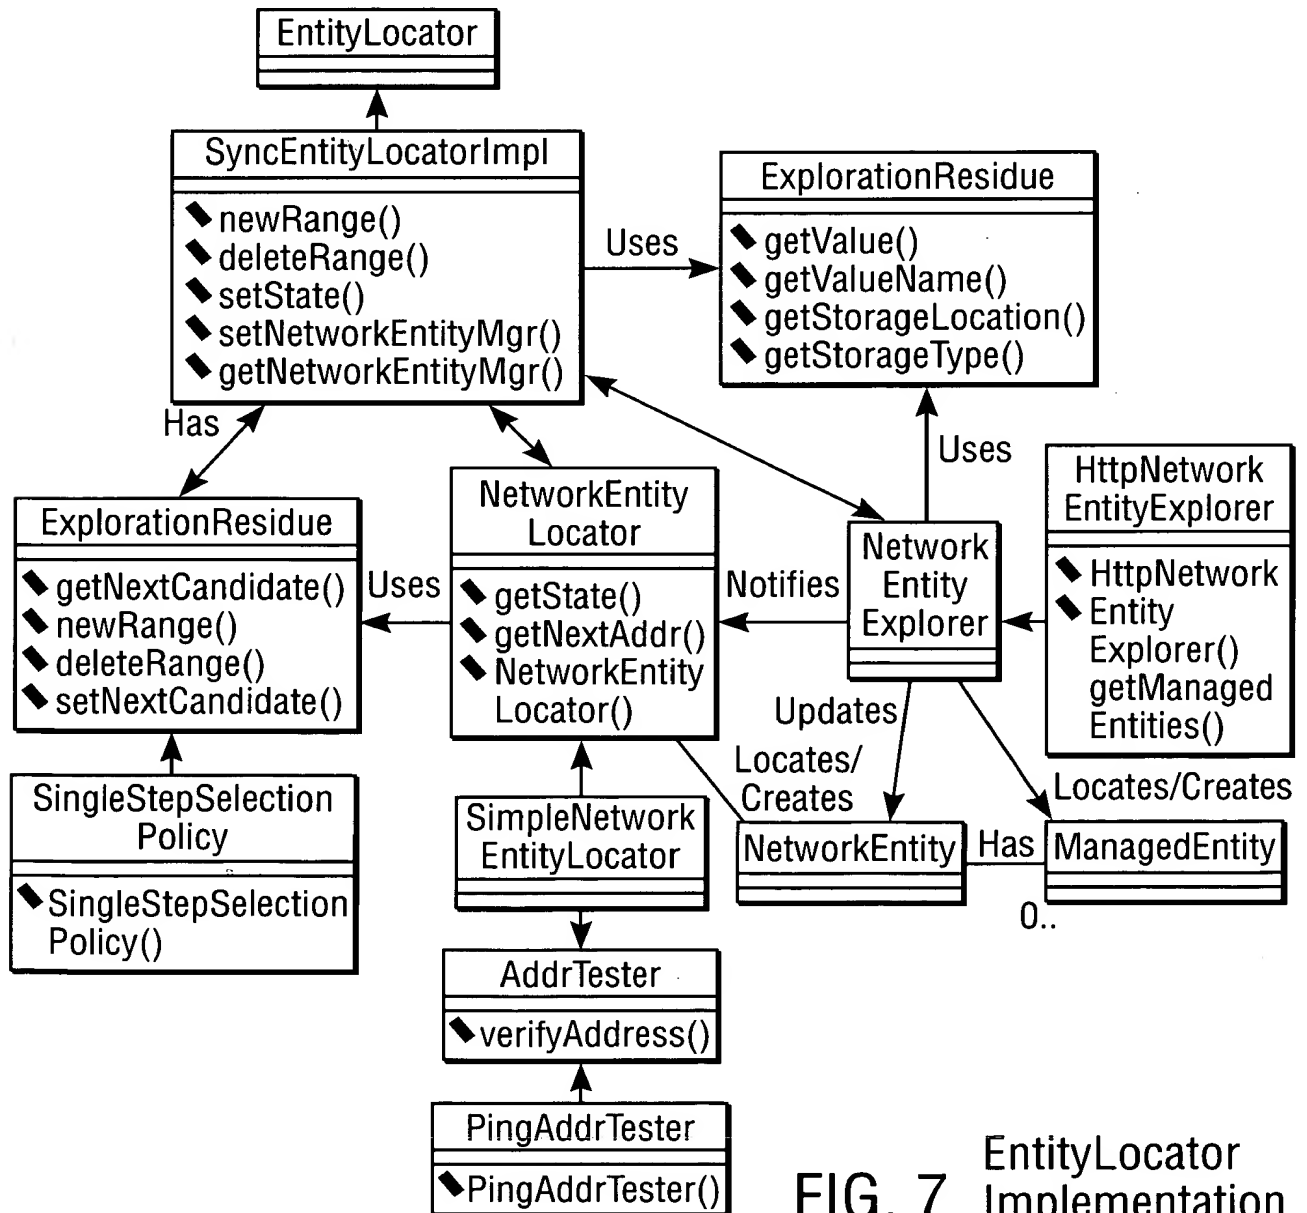 EntityLocator
SyncEntityLocatorImpl
newRange()
deleteRange()
setState()
setNetworkEntityMgr()
getNetworkEntityMgr()
Uses
ExplorationResidue
getValue()
getValueName()
getStorageLocation()
getStorageType()
Has
Uses
ExplorationResidue
getNextCandidate()
newRange()
deleteRange()
setNextCandidate()
Uses
NetworkEntity
Locator
getState()
getNextAddr()
NetworkEntity
Locator()
Notifies
Network
Entity
Explorer
HttpNetwork
EntityExplorer
HttpNetwork
Entity
Explorer()
getManaged
Entities()
Updates
Locates/
Creates
Locates/Creates
SingleStepSelection
Policy
SingleStepSelection
Policy()
SimpleNetwork
EntityLocator
NetworkEntity
Has
ManagedEntity
0..
AddrTester
verifyAddress()
PingAddrTester
PingAddrTester()
FIG. 7
EntityLocator
Implementation